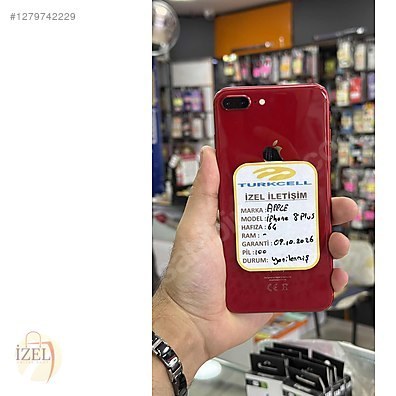 #1279742229
TURKCELL
İZEL İLETİŞİM
MARKA : APPLE
MODEL : iphone 8 Plus
HAFIZA : 64
RAM : -
GARANTİ : 09.10.2026
PİL : 100
DURUM : Yenilenmiş
İZEL